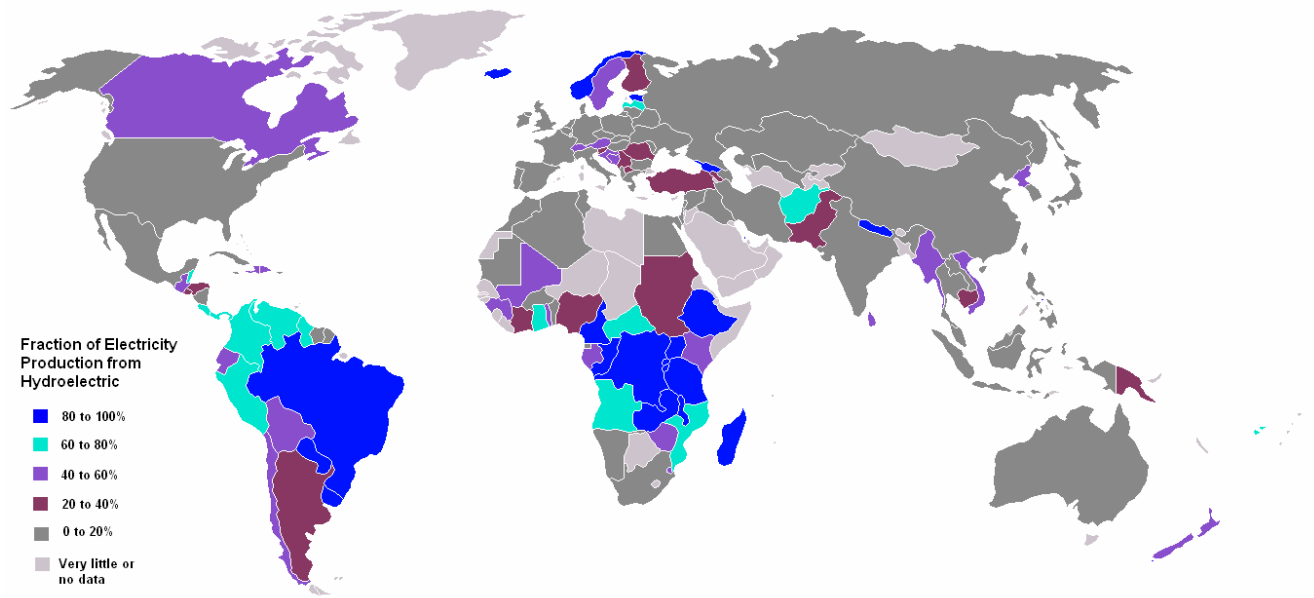 Fraction of Electricity
Production from
Hydroelectric
80 to 100%
60 to 80%
40 to 60%
20 to 40%
0 to 20%
Very little or
no data